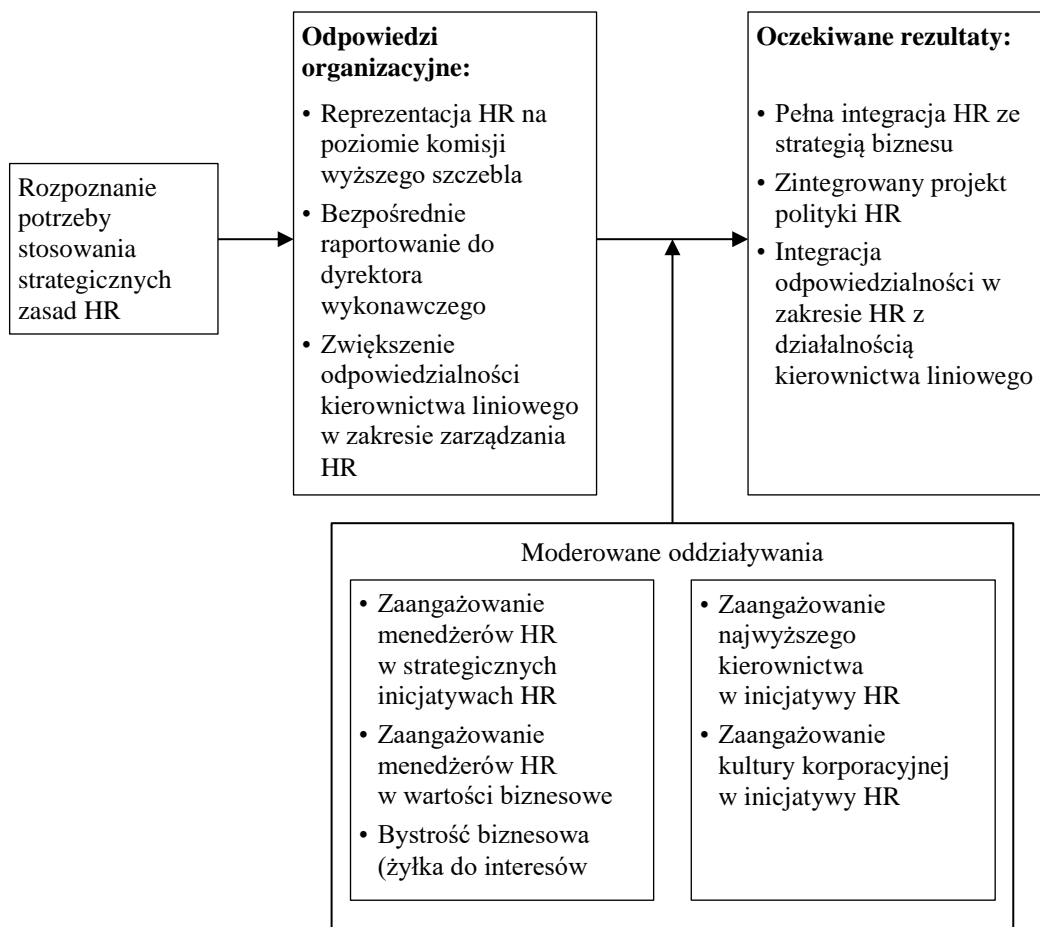 Rozpoznanie
potrzeby
stosowania
strategicznych
zasad HR
Odpowiedzi
organizacyjne:
• Reprezentacja HR na
poziomie komisji
wyższego szczebla
• Bezpośrednie
raportowanie do
dyrektora
wykonawczego
• Zwiększenie
odpowiedzialności
kierownictwa liniowego
w zakresie zarządzania
HR
Oczekiwane rezultaty:
• Pełna integracja HR ze
strategią biznesu
• Zintegrowany projekt
polityki HR
• Integracja
odpowiedzialności w
zakresie HR z
działalnością
kierownictwa liniowego
Moderowane oddziaływania
• Zaangażowanie
menedżerów HR
w strategicznych
inicjatywach HR
• Zaangażowanie
menedżerów HR
w wartości biznesowe
• Bystrość biznesowa
(żyłka do interesów
• Zaangażowanie
najwyższego
kierownictwa
w inicjatywy HR
• Zaangażowanie
kultury korporacyjnej
w inicjatywy HR